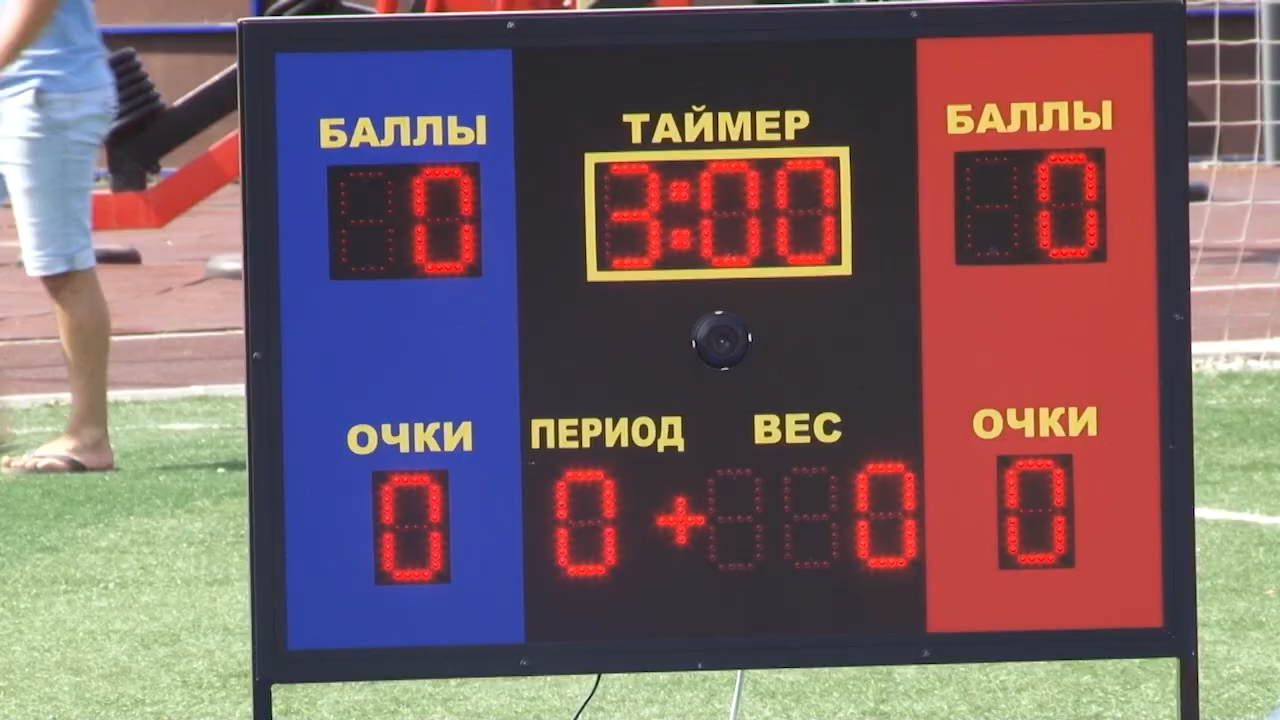 БАЛЛЫ ТАЙМЕР БАЛЛЫ
0 3:00 0
ОЧКИ ПЕРИОД ВЕС ОЧКИ
0 0 + 0 0